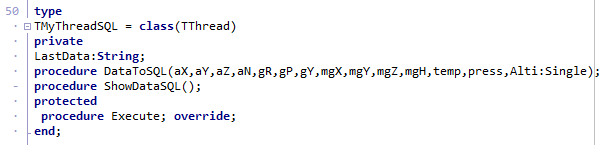 50 type
TMyThreadSQL = class(TThread)
private
LastData:String;
procedure DataToSQL(aX,aY,aZ,aN,gR,gP,gY,mgX,mgY,mgZ,mgH,temp,press,Alti:Single);
procedure ShowDataSQL();
protected
procedure Execute; override;
end;